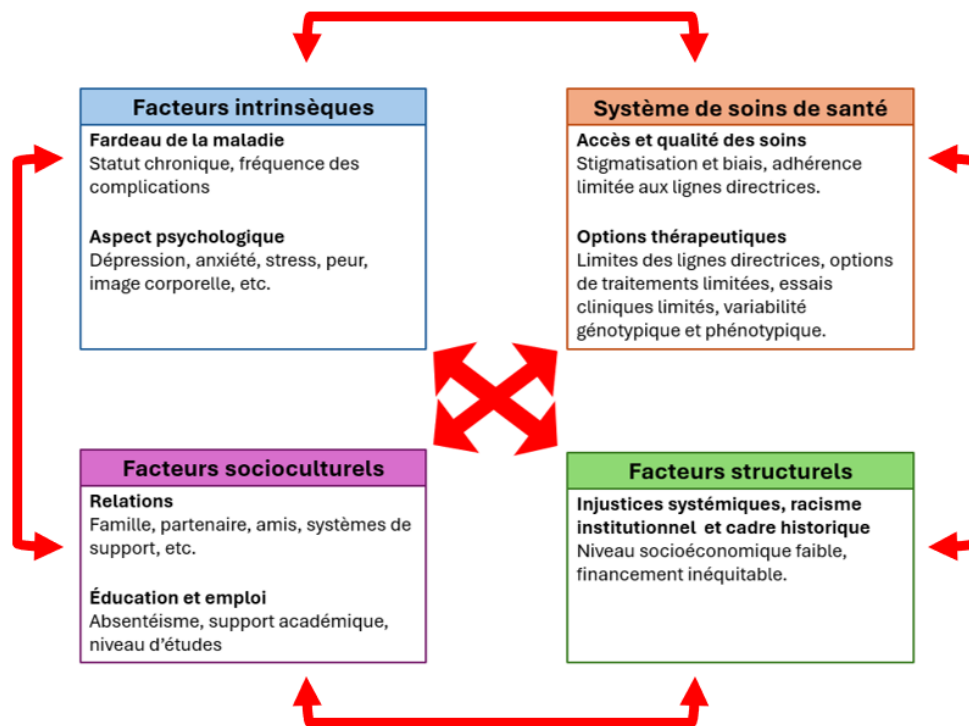 Facteurs intrinsèques
Fardeau de la maladie
Statut chronique, fréquence des
complications
Aspect psychologique
Dépression, anxiété, stress, peur,
image corporelle, etc.
Système de soins de santé
Accès et qualité des soins
Stigmatisation et biais, adhérence
limitée aux lignes directrices.
Options thérapeutiques
Limites des lignes directrices, options
de traitements limitées, essais
cliniques limités, variabilité
génotypique et phénotypique.
Facteurs socioculturels
Relations
Famille, partenaire, amis, systèmes de
support, etc.
Éducation et emploi
Absentéisme, support académique,
niveau d’études
Facteurs structurels
Injustices systémiques, racisme
institutionnel et cadre historique
Niveau socioéconomique faible,
financement inéquitable.